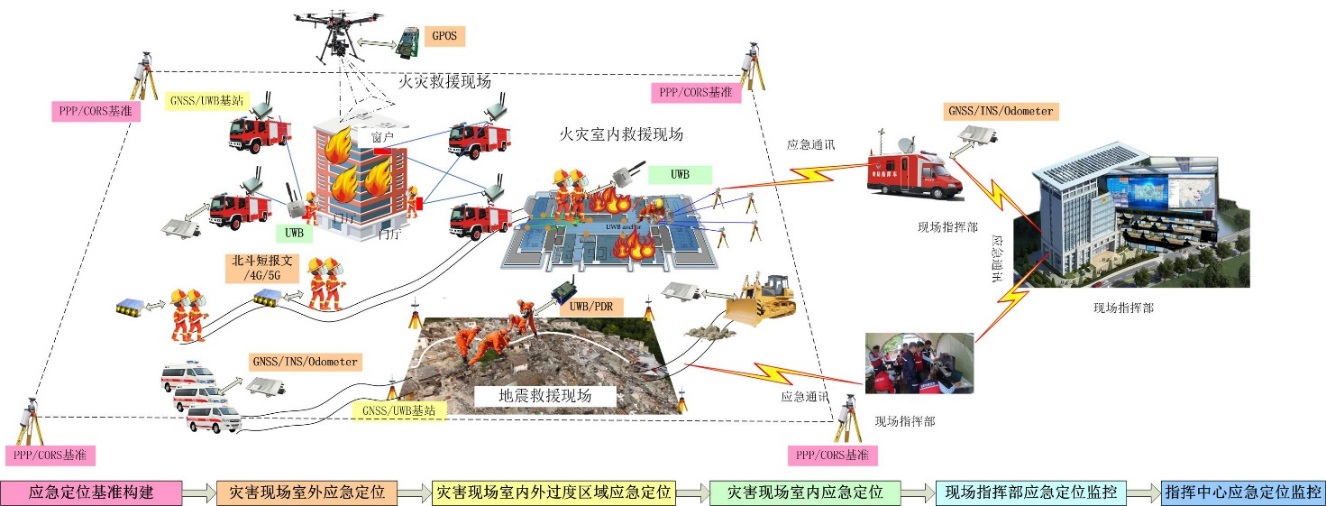 GPOS
火灾救援现场
PPP/CORS基准
GNSS/UWB基站
PPP/CORS基准
GNSS/INS/Odometer
窗户
火灾室内救援现场
应急通讯
UWB
现场指挥部
UWB
门厅
门厅
应急通讯
北斗短报文
/4G/5G
UWB/PDR
现场指挥部
GNSS/INS/Odometer
地震救援现场
GNSS/UWB基站
应急通讯
现场指挥部
PPP/CORS基准
PPP/CORS基准
应急定位基准构建
灾害现场室外应急定位
灾害现场室内外过度区域应急定位
灾害现场室内应急定位
现场指挥部应急定位监控
指挥中心应急定位监控